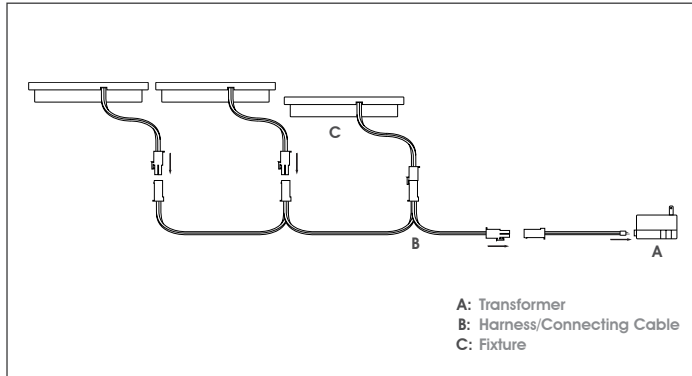 C
B
A
A: Transformer
B: Harness/Connecting Cable
C: Fixture